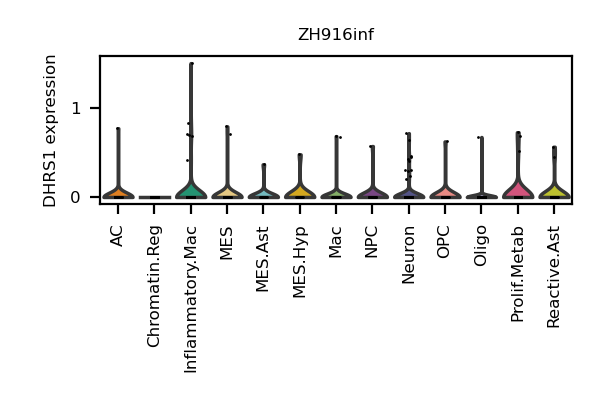 ZH916inf
DHRS1 expression
1
0
AC
Chromatin.Reg
Inflammatory.Mac
MES
MES.Ast
MES.Hyp
Mac
NPC
Neuron
OPC
Oligo
Prolif.Metab
Reactive.Ast